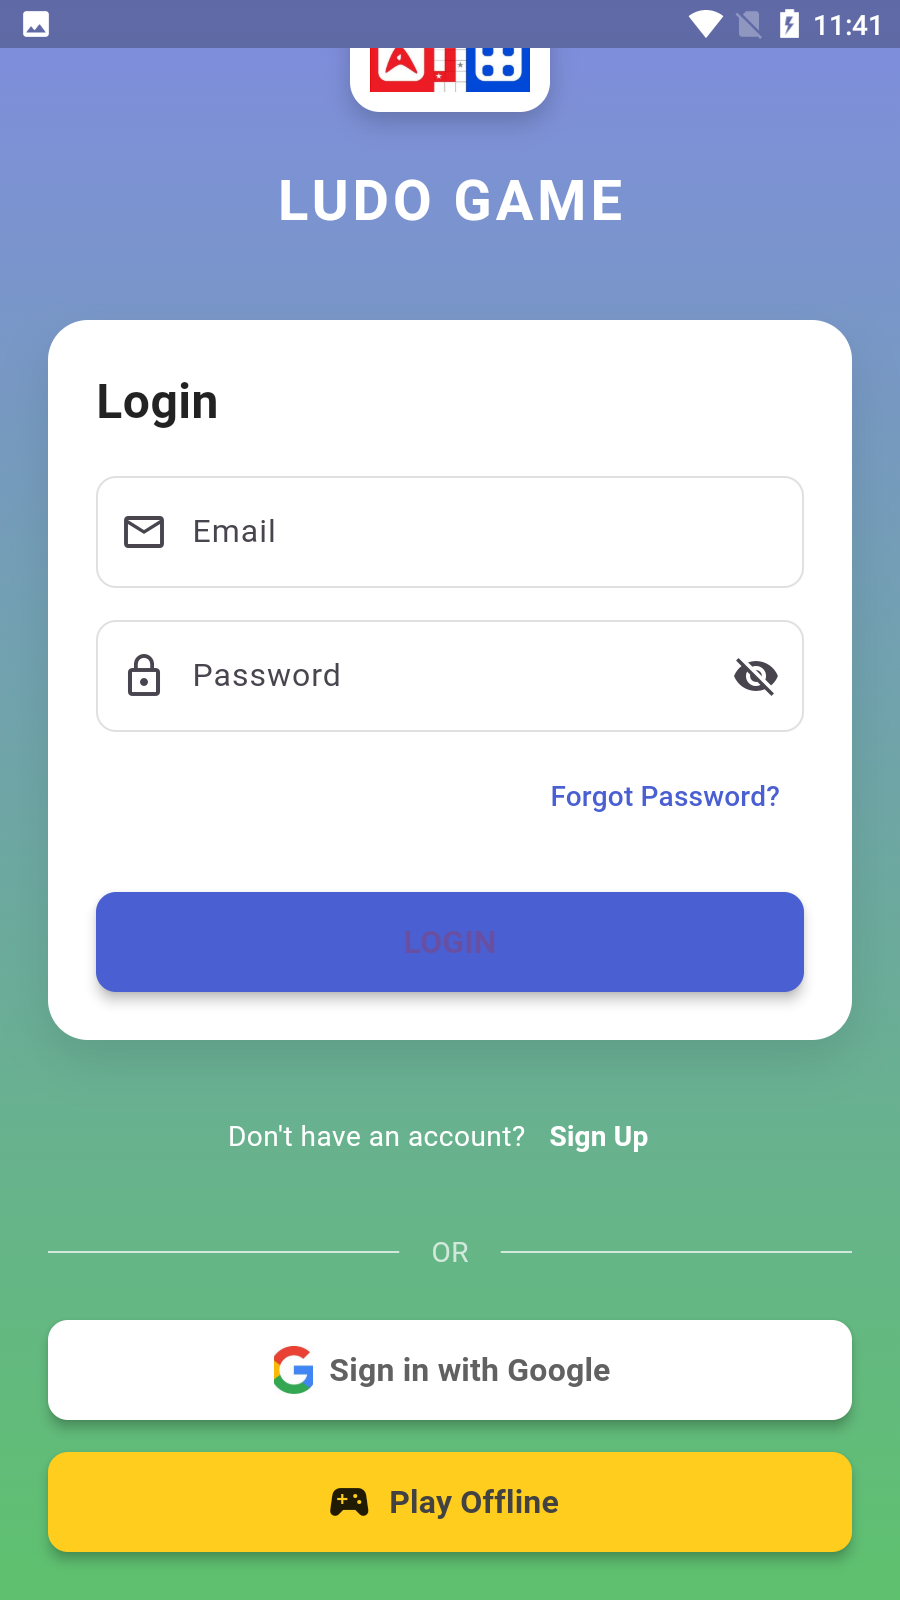 11:41
LUDO GAME
Login
Email
Password
Forgot Password?
LOGIN
Don't have an account? Sign Up
OR
Sign in with Google
Play Offline